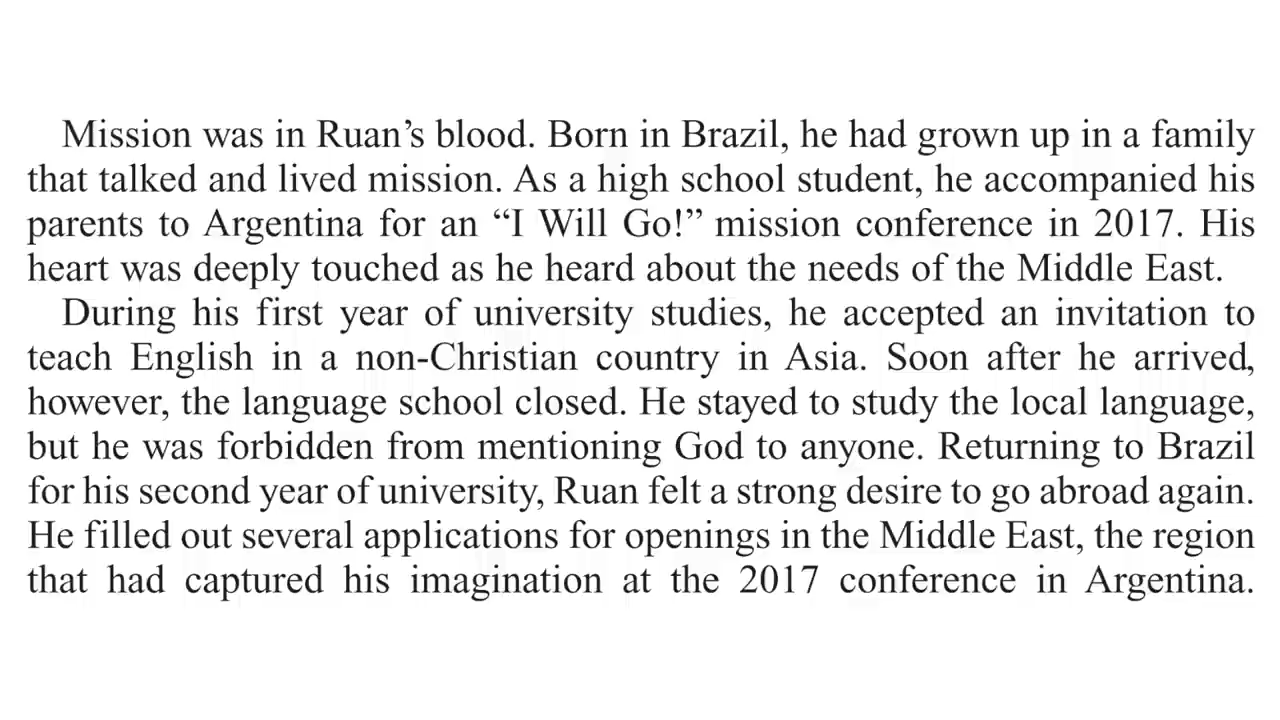 Mission was in Ruan’s blood. Born in Brazil, he had grown up in a family
that talked and lived mission. As a high school student, he accompanied his
parents to Argentina for an “I Will Go!” mission conference in 2017. His
heart was deeply touched as he heard about the needs of the Middle East.
During his first year of university studies, he accepted an invitation to
teach English in a non-Christian country in Asia. Soon after he arrived,
however, the language school closed. He stayed to study the local language,
but he was forbidden from mentioning God to anyone. Returning to Brazil
for his second year of university, Ruan felt a strong desire to go abroad again.
He filled out several applications for openings in the Middle East, the region
that had captured his imagination at the 2017 conference in Argentina.